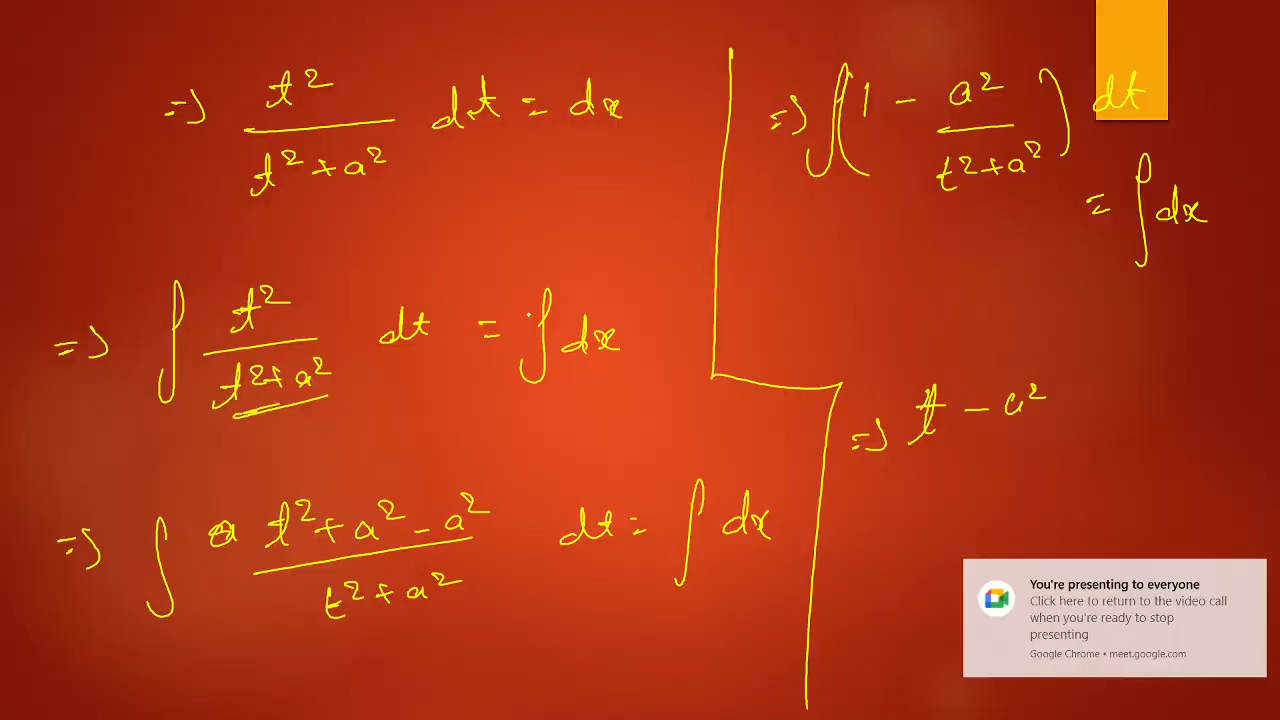 => t²/(t²+a²) dt = dx
=> ∫ t²/(t²+a²) dt = ∫ dx
=> ∫ (t²+a²-a²)/(t²+a²) dt = ∫ dx
=> ∫(1 - a²/(t²+a²)) dt
= ∫ dx
=> t - a²
You're presenting to everyone
Click here to return to the video call
when you're ready to stop
presenting
Google Chrome • meet.google.com